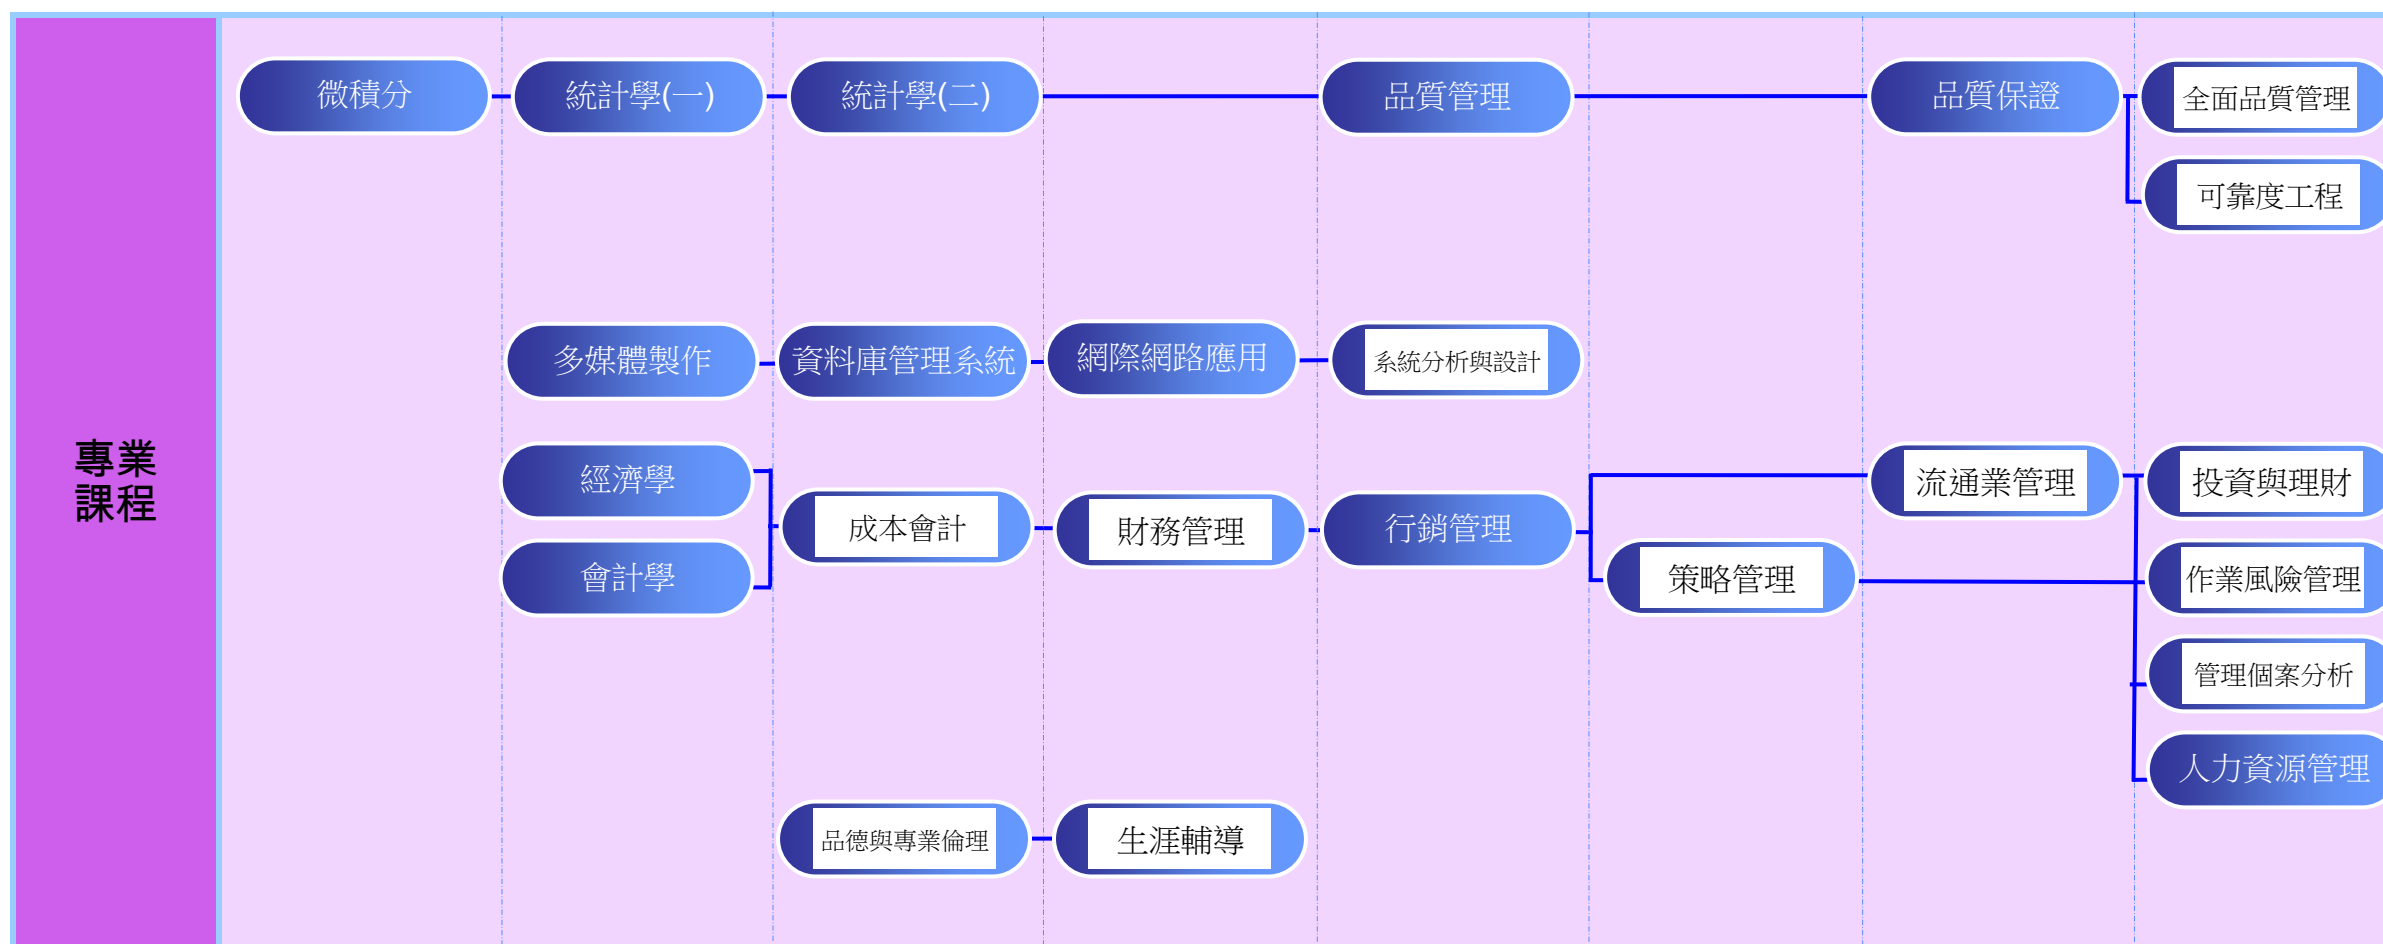 專業
課程
微積分
統計學(一)
統計學(二)
品質管理
品質保證
全面品質管理
可靠度工程
多媒體製作
資料庫管理系統
網際網路應用
系統分析與設計
經濟學
會計學
成本會計
財務管理
行銷管理
策略管理
流通業管理
投資與理財
作業風險管理
管理個案分析
人力資源管理
品德與專業倫理
生涯輔導